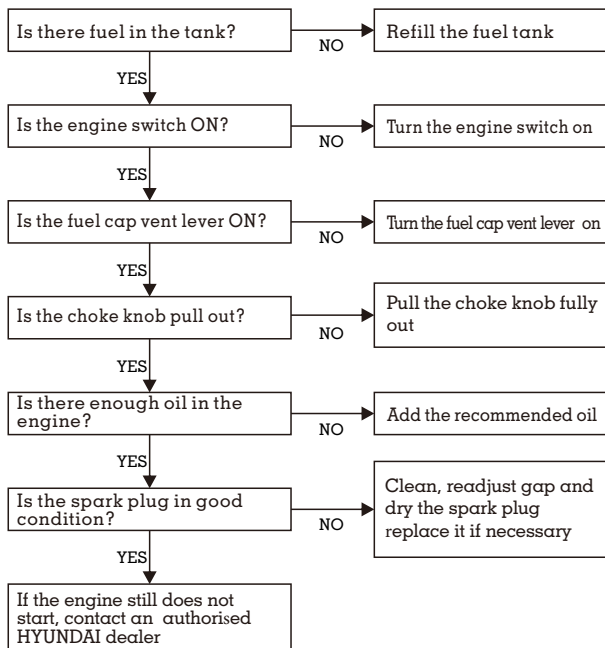 Is there fuel in the tank?
NO
Refill the fuel tank
YES
Is the engine switch ON?
NO
Turn the engine switch on
YES
Is the fuel cap vent lever ON?
NO
Turn the fuel cap vent lever on
YES
Is the choke knob pull out?
NO
Pull the choke knob fully
out
YES
Is there enough oil in the
engine?
NO
Add the recommended oil
YES
Is the spark plug in good
condition?
NO
Clean, readjust gap and
dry the spark plug
replace it if necessary
YES
If the engine still does not
start, contact an authorised
HYUNDAI dealer